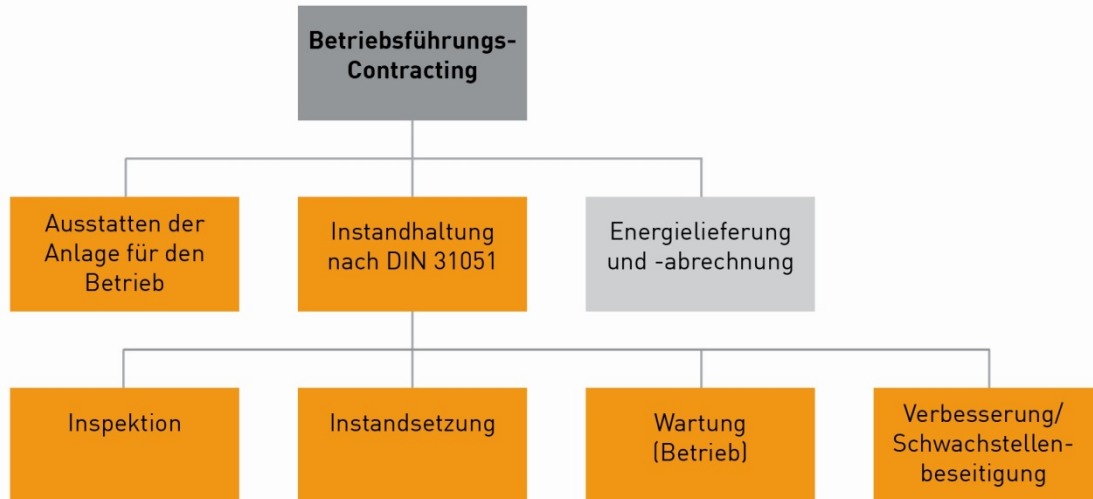 Betriebsführungs-
Contracting
Ausstatten der
Anlage für den
Betrieb
Instandhaltung
nach DIN 31051
Energielieferung
und -abrechnung
Inspektion
Instandsetzung
Wartung
(Betrieb)
Verbesserung/
Schwachstellen-
beseitigung